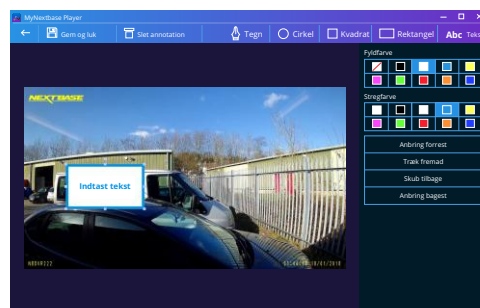 MyNextbase Player
Gem og luk
Slet annotation
Tegn
Cirkel
Kvadrat
Rektangel
Abc Teks
Fyldfarve
Stregfarve
Anbring forrest
Træk fremad
Skub tilbage
Anbring bagest
NEXTBASE
Indtast tekst